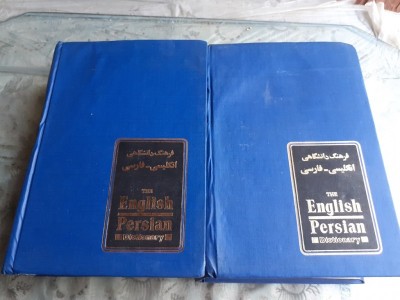 فرهنگ دانشگاهی
انگلیسی - فارسی
THE
English
Persian
Dictionary
فرهنگ دانشگاهی
انگلیسی - فارسی
THE
English
Persian
Dictionary